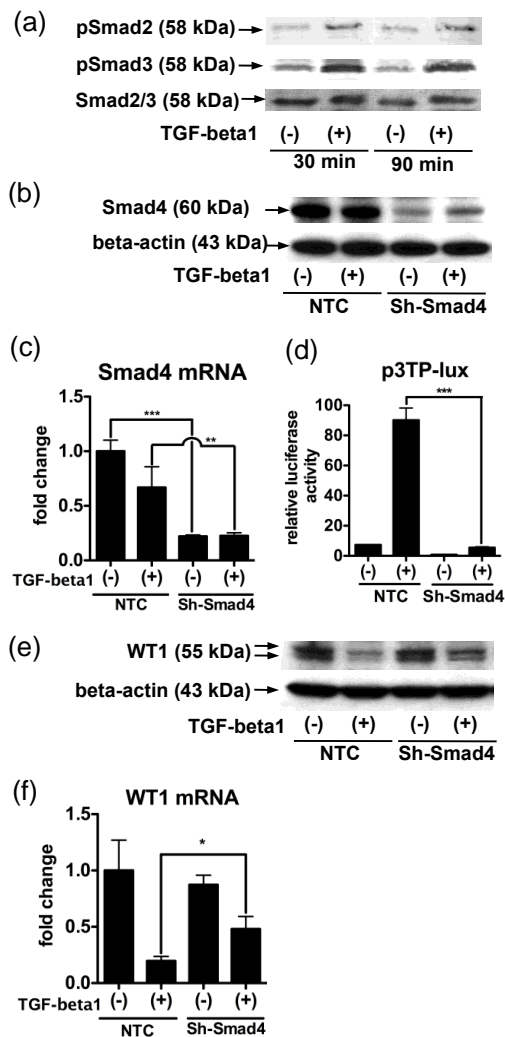 (a)
pSmad2 (58 kDa)
pSmad3 (58 kDa)
Smad2/3 (58 kDa)
TGF-beta1 (-) (+) (-) (+)
30 min 90 min
(b)
Smad4 (60 kDa)
beta-actin (43 kDa)
TGF-beta1 (-) (+) (-) (+)
NTC Sh-Smad4
(c)
Smad4 mRNA
fold change
1.5
1.0
0.5
0.0
***
**
TGF-beta1 (-) (+) (-) (+)
NTC Sh-Smad4
(d)
p3TP-lux
relative luciferase
activity
100
80
60
40
20
0
***
(-) (+) (-) (+)
NTC Sh-Smad4
(e)
WT1 (55 kDa)
beta-actin (43 kDa)
TGF-beta1 (-) (+) (-) (+)
NTC Sh-Smad4
(f)
WT1 mRNA
fold change
1.5
1.0
0.5
0.0
*
TGF-beta1 (-) (+) (-) (+)
NTC Sh-Smad4